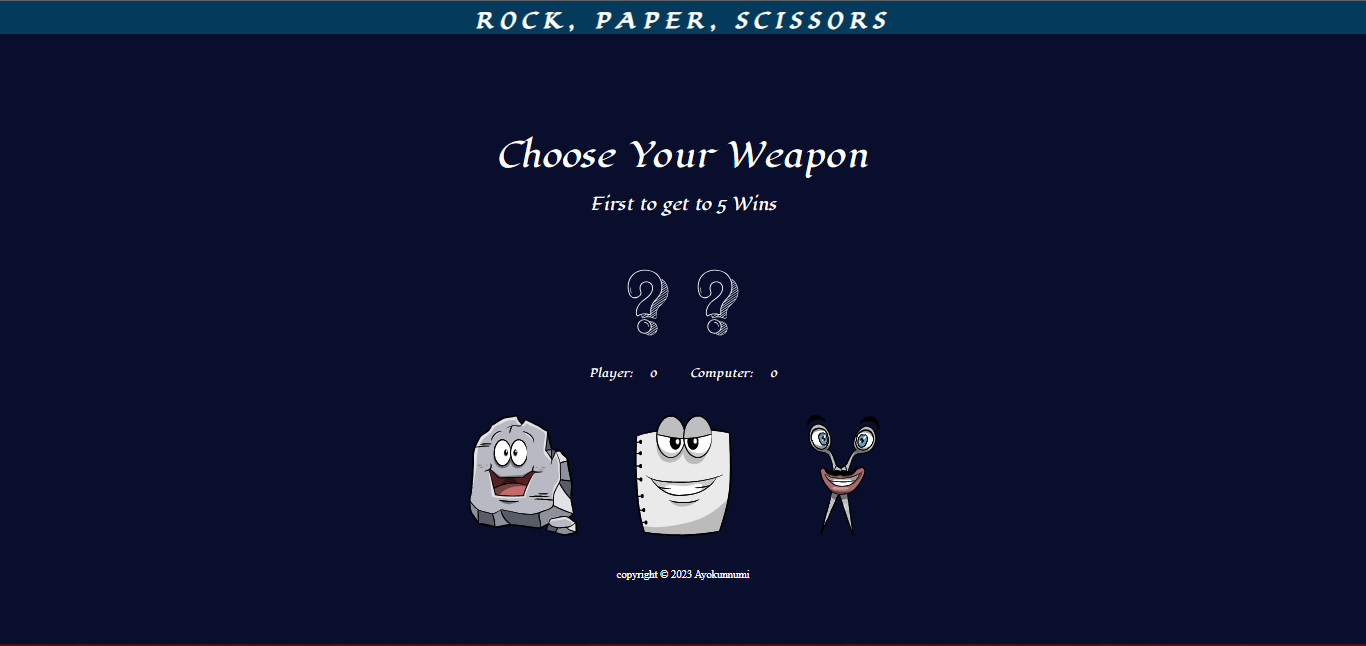 ROCK, PAPER, SCISSORS
Choose Your Weapon
First to get to 5 Wins
? ?
Player: 0 Computer: 0
copyright © 2023 Ayokunnumi